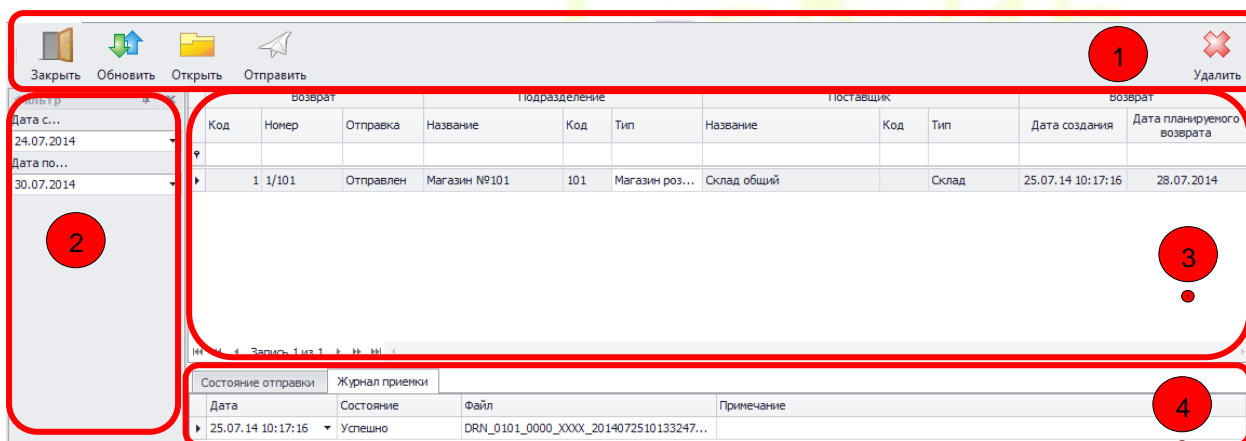 Закрыть Обновить Открыть Отправить Удалить
1
Фильтр
Дата с...
24.07.2014
Дата по...
30.07.2014
2
Возврат Подразделение Поставщик Возврат
Код Номер Отправка Название Код Тип Название Код Тип Дата создания Дата планируемого возврата
1 1/101 Отправлен Магазин №101 101 Магазин роз... Склад общий Склад 25.07.14 10:17:16 28.07.2014
3
Запись 1 из 1
Состояние отправки Журнал приемки
Дата Состояние Файл Примечание
25.07.14 10:17:16 Успешно DRN_0101_0000_XXXX_2014072510133247...
4